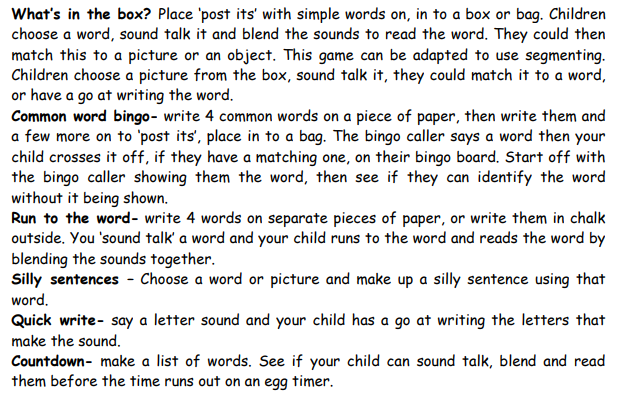 What's in the box? Place 'post its' with simple words on, in to a box or bag. Children
choose a word, sound talk it and blend the sounds to read the word. They could then
match this to a picture or an object. This game can be adapted to use segmenting.
Children choose a picture from the box, sound talk it, they could match it to a word,
or have a go at writing the word.
Common word bingo- write 4 common words on a piece of paper, then write them and
a few more on to 'post its', place in to a bag. The bingo caller says a word then your
child crosses it off, if they have a matching one, on their bingo board. Start off with
the bingo caller showing them the word, then see if they can identify the word
without it being shown.
Run to the word- write 4 words on separate pieces of paper, or write them in chalk
outside. You 'sound talk' a word and your child runs to the word and reads the word by
blending the sounds together.
Silly sentences - Choose a word or picture and make up a silly sentence using that
word.
Quick write- say a letter sound and your child has a go at writing the letters that
make the sound.
Countdown- make a list of words. See if your child can sound talk, blend and read
them before the time runs out on an egg timer.